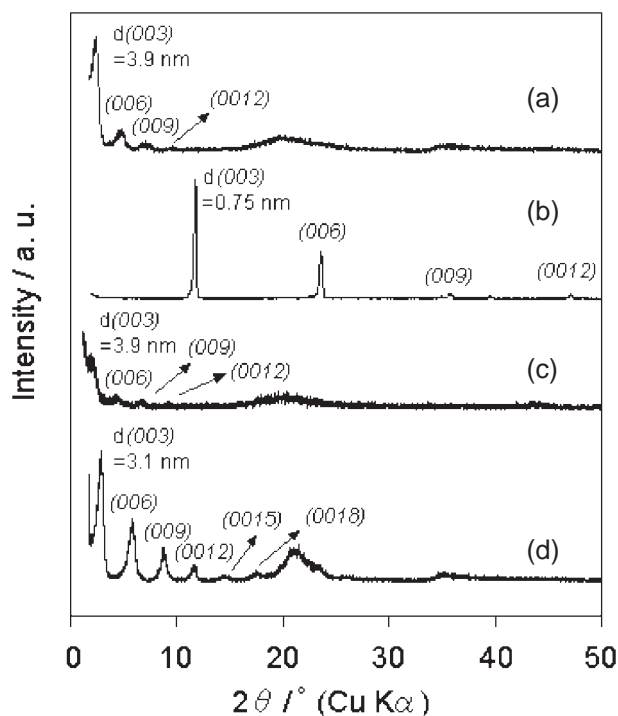 d(003)
=3.9 nm
(006)
(009)
(0012)
(a)
d(003)
=0.75 nm
(006)
(009)
(0012)
(b)
d(003)
=3.9 nm
(006)
(009)
(0012)
(c)
d(003)
=3.1 nm
(006)
(009)
(0012)
(0015)
(0018)
(d)
Intensity / a. u.
0 10 20 30 40 50
2 θ /° (Cu Kα)